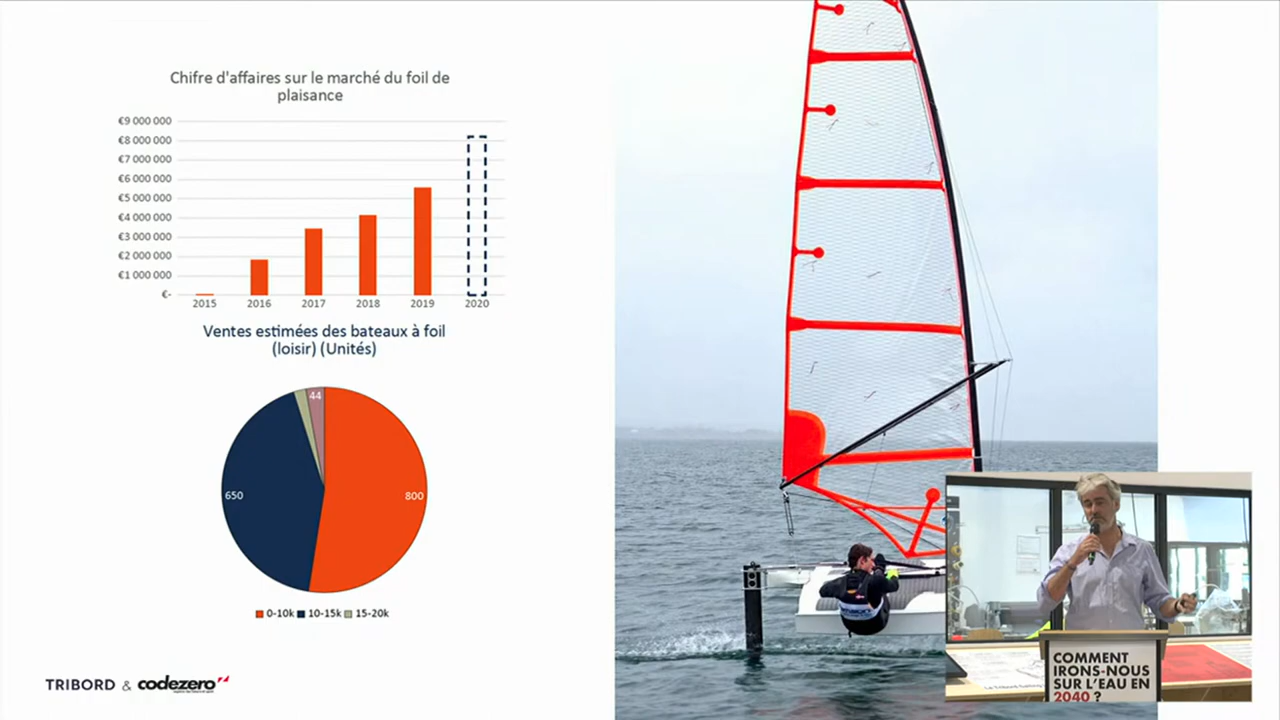 Chifre d'affaires sur le marché du foil de
plaisance
€9 000 000
€8 000 000
€7 000 000
€6 000 000
€5 000 000
€4 000 000
€3 000 000
€2 000 000
€1 000 000
€-
2015 2016 2017 2018 2019 2020
Ventes estimées des bateaux à foil
(loisir) (Unités)
44
650
800
0-10k 10-15k 15-20k
TRIBORD & codezero
COMMENT
IRONS-NOUS
SUR L'EAU EN
2040 ?